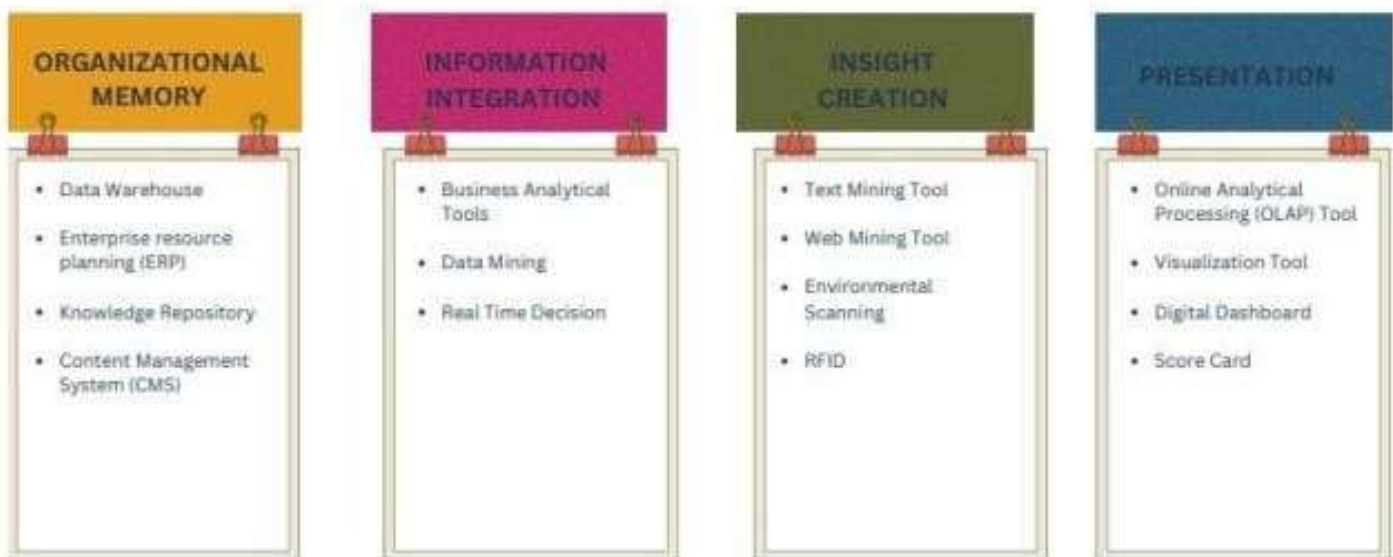 ORGANIZATIONAL
MEMORY
• Data Warehouse
• Enterprise resource
planning (ERP)
• Knowledge Repository
• Content Management
System (CMS)
INFORMATION
INTEGRATION
• Business Analytical
Tools
• Data Mining
• Real Time Decision
INSIGHT
CREATION
• Text Mining Tool
• Web Mining Tool
• Environmental
Scanning
• RFID
PRESENTATION
• Online Analytical
Processing (OLAP) Tool
• Visualization Tool
• Digital Dashboard
• Score Card